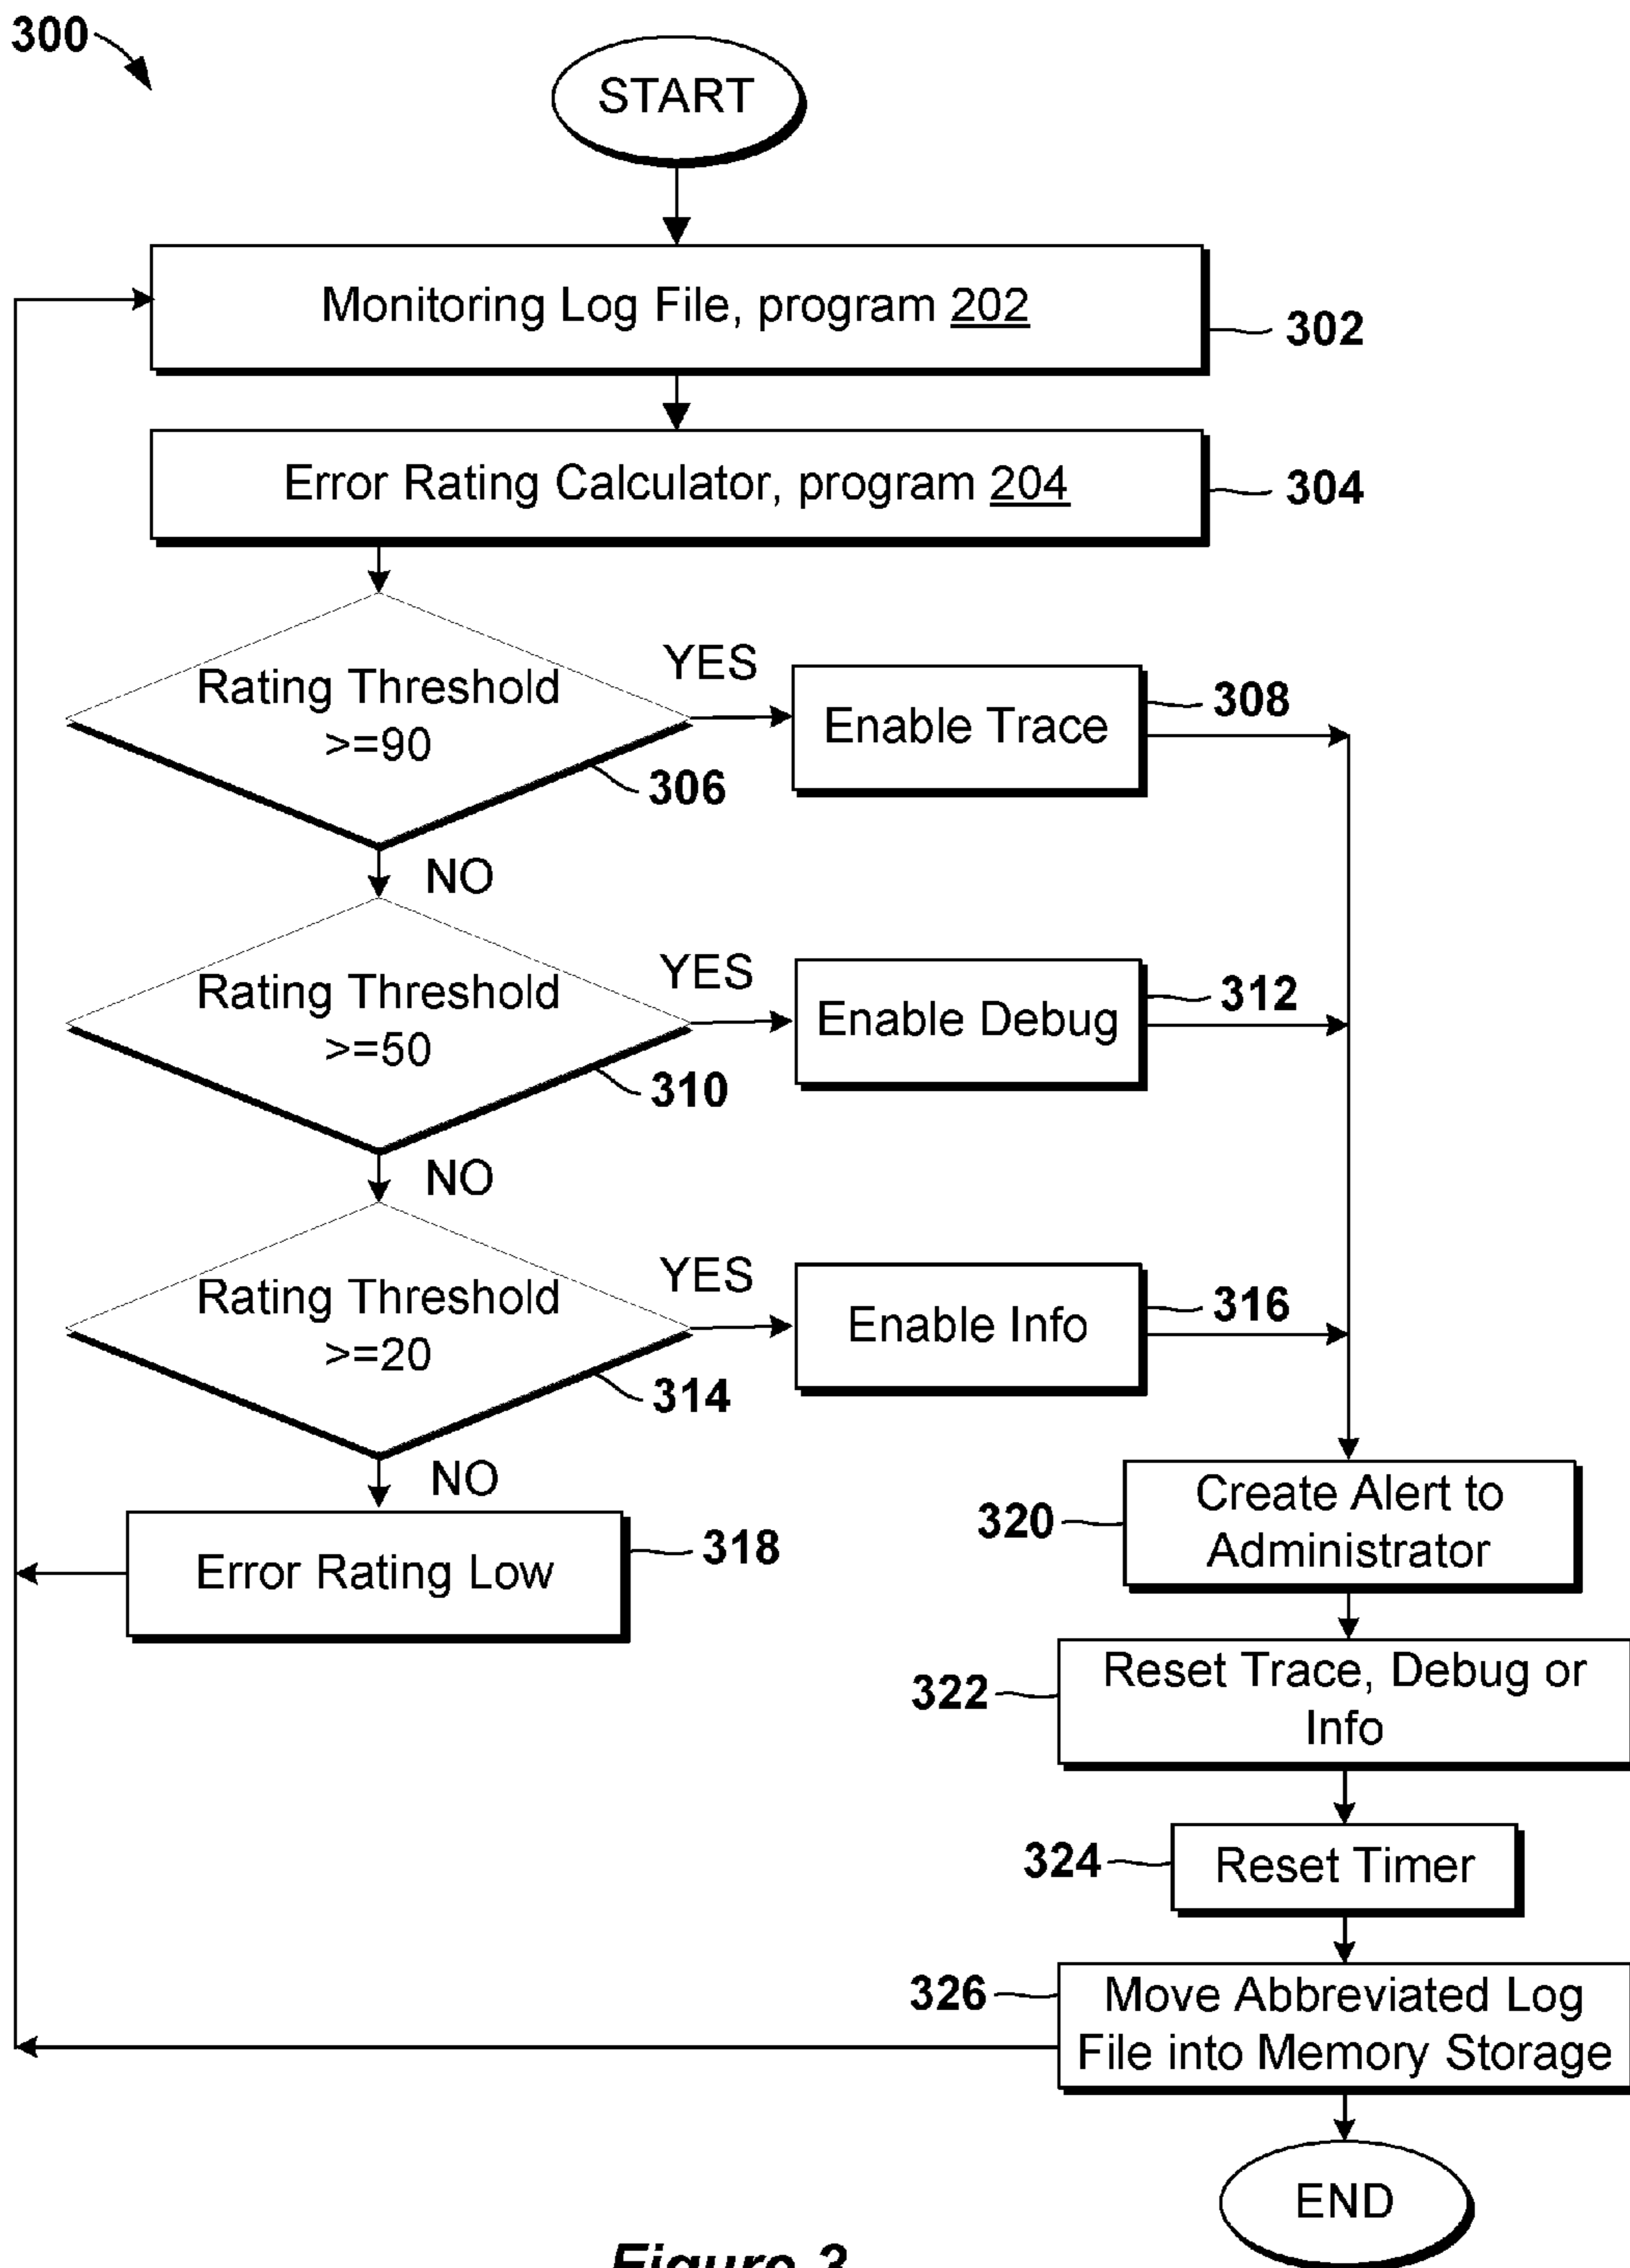 300
START
Monitoring Log File, program 202
302
Error Rating Calculator, program 204
304
Rating Threshold
>=90
YES
306
Enable Trace
308
NO
Rating Threshold
>=50
YES
310
Enable Debug
312
NO
Rating Threshold
>=20
YES
314
Enable Info
316
NO
Error Rating Low
318
320
Create Alert to
Administrator
322
Reset Trace, Debug or
Info
324
Reset Timer
326
Move Abbreviated Log
File into Memory Storage
END
Figure 3